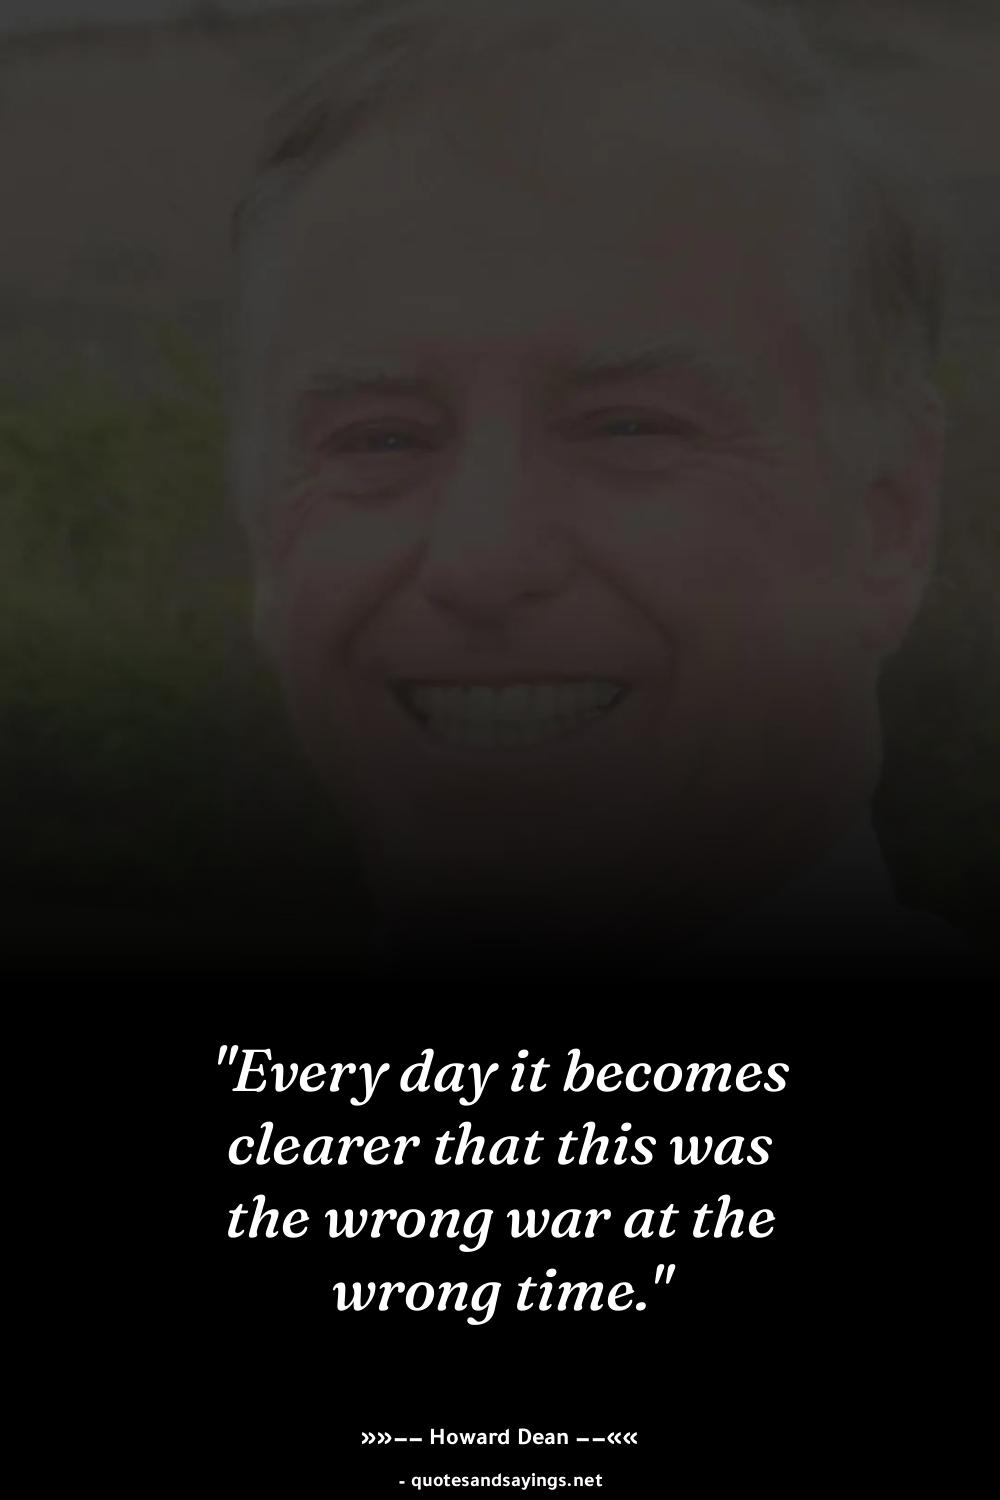 "Every day it becomes
clearer that this was
the wrong war at the
wrong time."
»»–– Howard Dean ––««
- quotesandsayings.net